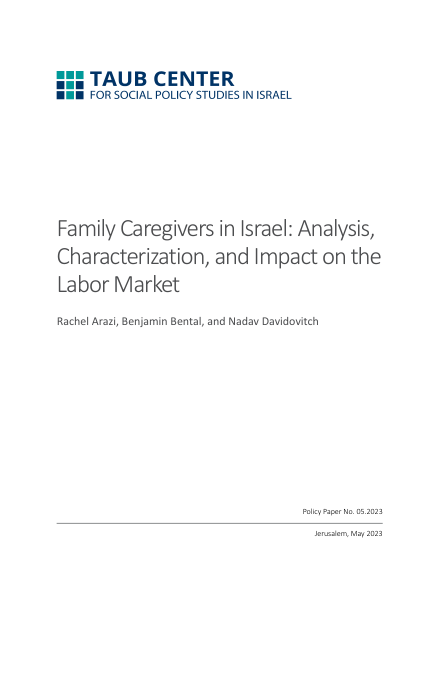 TAUB CENTER
FOR SOCIAL POLICY STUDIES IN ISRAEL
Family Caregivers in Israel: Analysis,
Characterization, and Impact on the
Labor Market
Rachel Arazi, Benjamin Bental, and Nadav Davidovitch
Policy Paper No. 05.2023
Jerusalem, May 2023